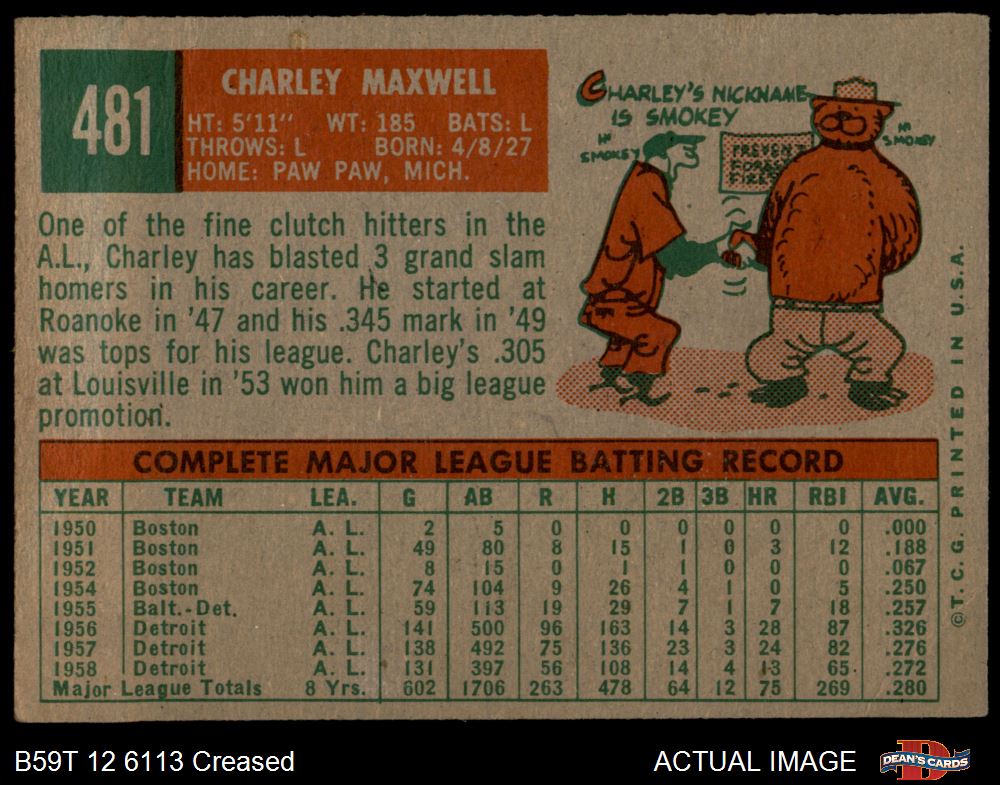 481
CHARLEY MAXWELL
HT: 5'11" WT: 185 BATS: L
THROWS: L BORN: 4/8/27
HOME: PAW PAW, MICH.
CHARLEY'S NICKNAME
IS SMOKEY
HI
SMOKEY
HI
SMOKEY
PREVENT
FOREST
FIRES
One of the fine clutch hitters in the
A.L., Charley has blasted 3 grand slam
homers in his career. He started at
Roanoke in '47 and his .345 mark in '49
was tops for his league. Charley's .305
at Louisville in '53 won him a big league
promotion.
COMPLETE MAJOR LEAGUE BATTING RECORD
YEAR TEAM LEA. G AB R H 2B 3B HR RBI AVG.
1950 Boston A. L. 2 5 0 0 0 0 0 0 .000
1951 Boston A. L. 49 80 8 15 1 0 3 12 .188
1952 Boston A. L. 8 15 0 1 1 0 0 0 .067
1954 Boston A. L. 74 104 9 26 4 1 0 5 .250
1955 Balt.-Det. A. L. 59 113 19 29 7 1 7 18 .257
1956 Detroit A. L. 141 500 96 163 14 3 28 87 .326
1957 Detroit A. L. 138 492 75 136 23 3 24 82 .276
1958 Detroit A. L. 131 397 56 108 14 4 13 65 .272
Major League Totals 8 Yrs. 602 1706 263 478 64 12 75 269 .280
©T. C. G. PRINTED IN U.S.A.
B59T 12 6113 Creased
ACTUAL IMAGE
D
DEAN'S CARDS